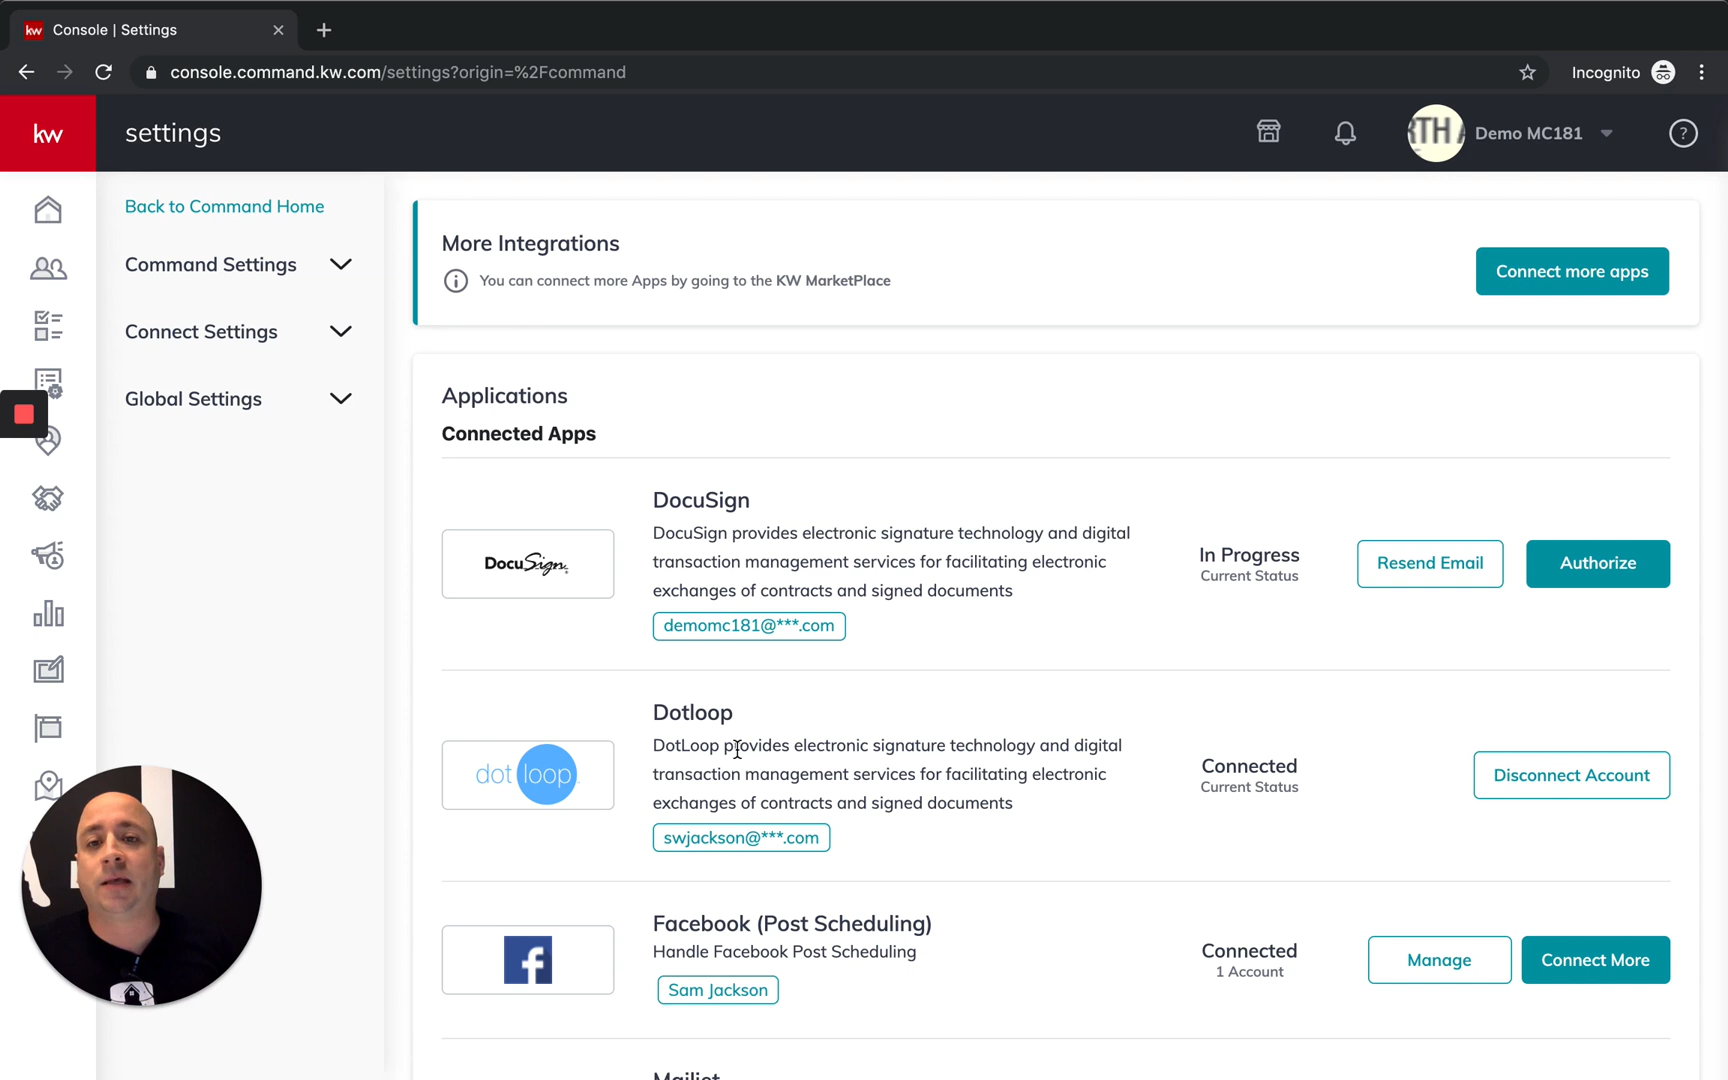 kw Console | Settings
console.command.kw.com/settings?origin=%2Fcommand
Incognito
kw
settings
RTH A
Demo MC181
?
Back to Command Home
Command Settings
Connect Settings
Global Settings
More Integrations
You can connect more Apps by going to the KW MarketPlace
Connect more apps
Applications
Connected Apps
DocuSign
DocuSign
DocuSign provides electronic signature technology and digital
transaction management services for facilitating electronic
exchanges of contracts and signed documents
demomc181@***.com
In Progress
Current Status
Resend Email
Authorize
dot loop
Dotloop
DotLoop provides electronic signature technology and digital
transaction management services for facilitating electronic
exchanges of contracts and signed documents
swjackson@***.com
Connected
Current Status
Disconnect Account
f
Facebook (Post Scheduling)
Handle Facebook Post Scheduling
Sam Jackson
Connected
1 Account
Manage
Connect More